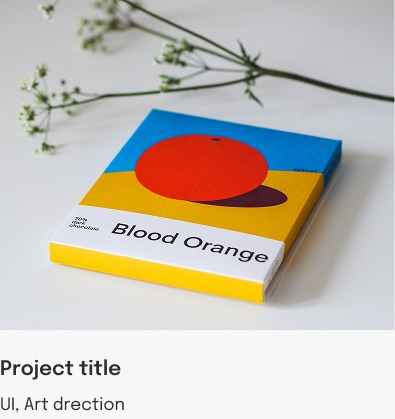 70%
dark
chocolate
Blood Orange
Project title
UI, Art drection